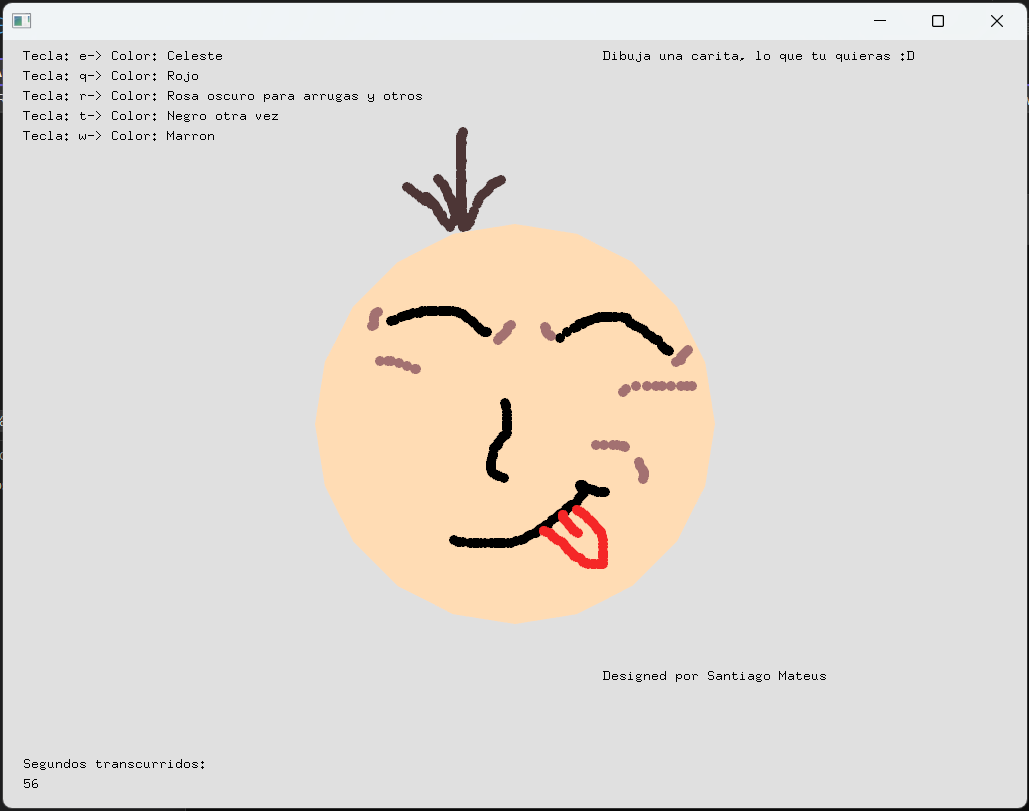 Tecla: e-> Color: Celeste
Dibuja una carita, lo que tu quieras :D
Tecla: q-> Color: Rojo
Tecla: r-> Color: Rosa oscuro para arrugas y otros
Tecla: t-> Color: Negro otra vez
Tecla: w-> Color: Marron
Designed por Santiago Mateus
Segundos transcurridos:
56